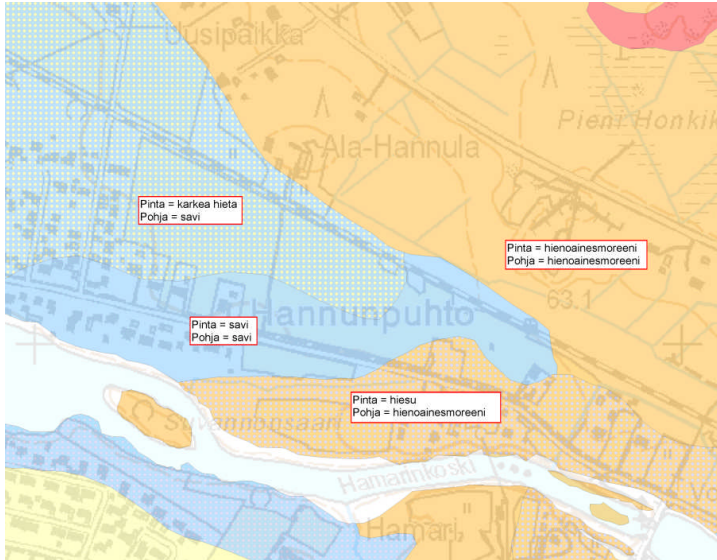 Uusipaikka
Pieni Honkik
Ala-Hannula
Pinta = karkea hieta
Pohja = savi
Pinta = hienoainesmoreeni
Pohja = hienoainesmoreeni
63.1
Hannunpuhto
Pinta = savi
Pohja = savi
Pinta = hiesu
Pohja = hienoainesmoreeni
Suvannonsaari
Hamarinkoski
Vo
Hamari